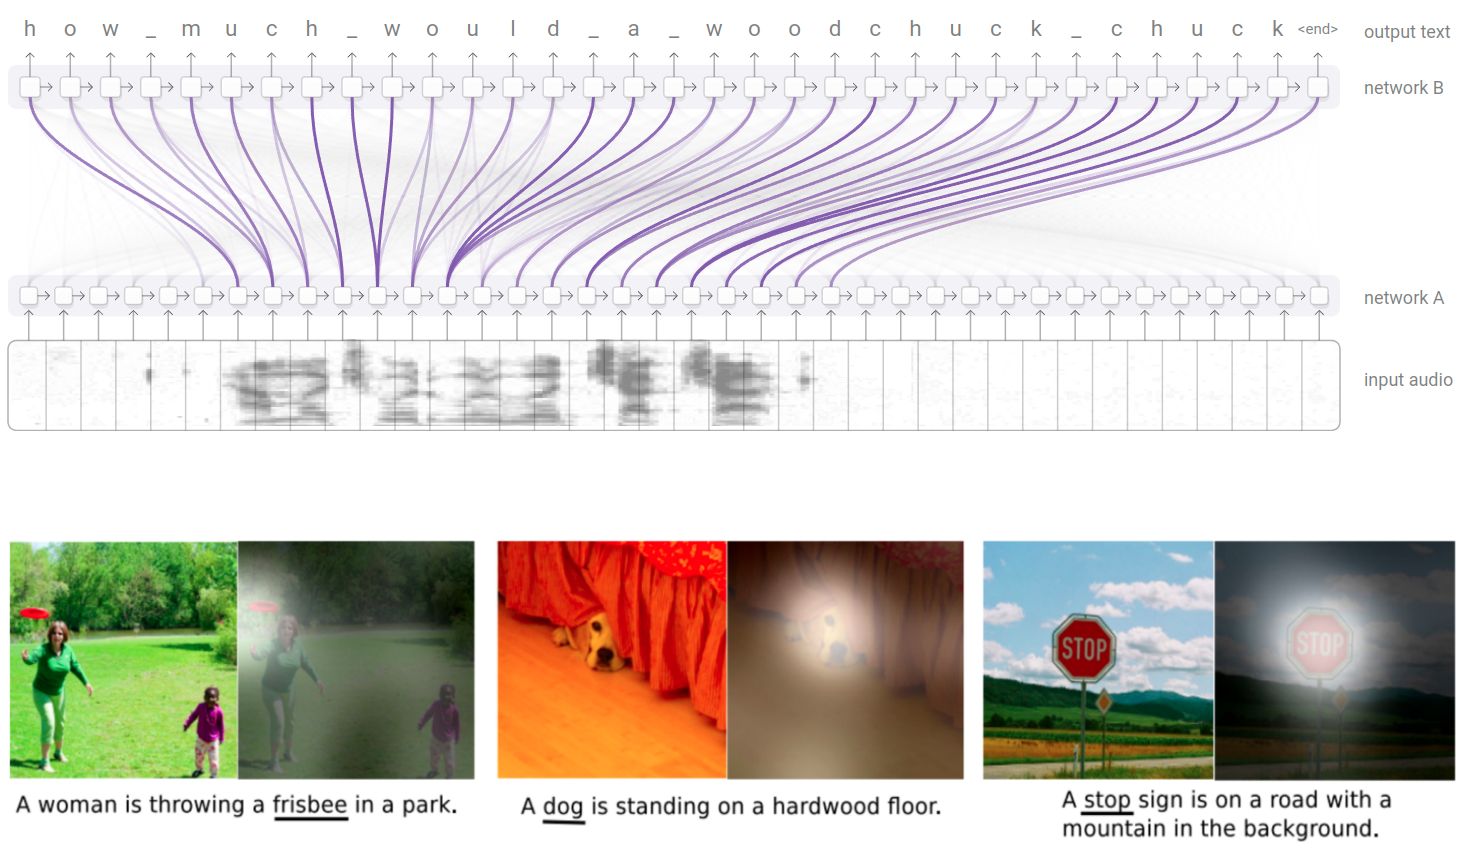 h o w _ m u c h _ w o u l d _ a _ w o o d c h u c k _ c h u c k <end> output text
network B
network A
input audio
STOP STOP
A woman is throwing a frisbee in a park.
A dog is standing on a hardwood floor.
A stop sign is on a road with a
mountain in the background.